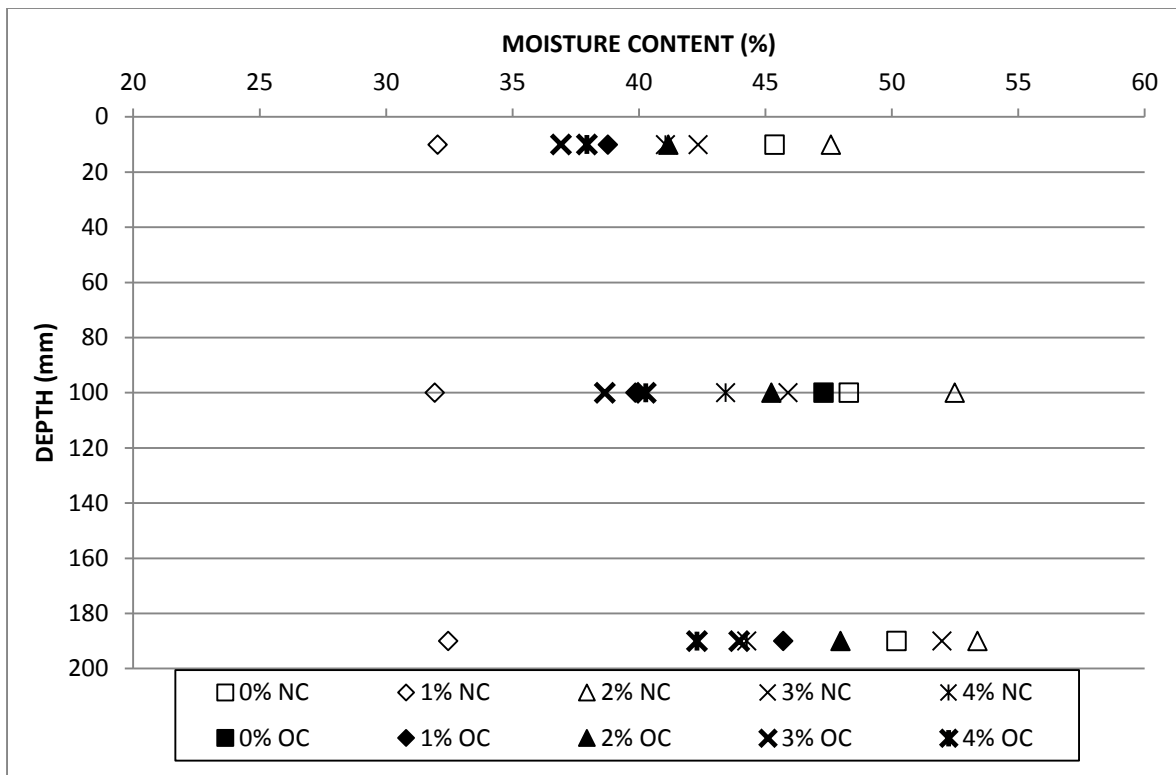 MOISTURE CONTENT (%)
20 25 30 35 40 45 50 55 60
0
20
40
60
80
100
120
140
160
180
200
DEPTH (mm)
0% NC 1% NC 2% NC 3% NC 4% NC
0% OC 1% OC 2% OC 3% OC 4% OC